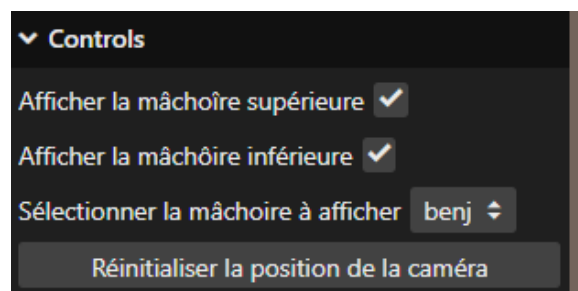 Controls
Afficher la mâchoîre supérieure
Afficher la mâchôire inférieure
Sélectionner la mâchoire à afficher benj
Réinitialiser la position de la caméra